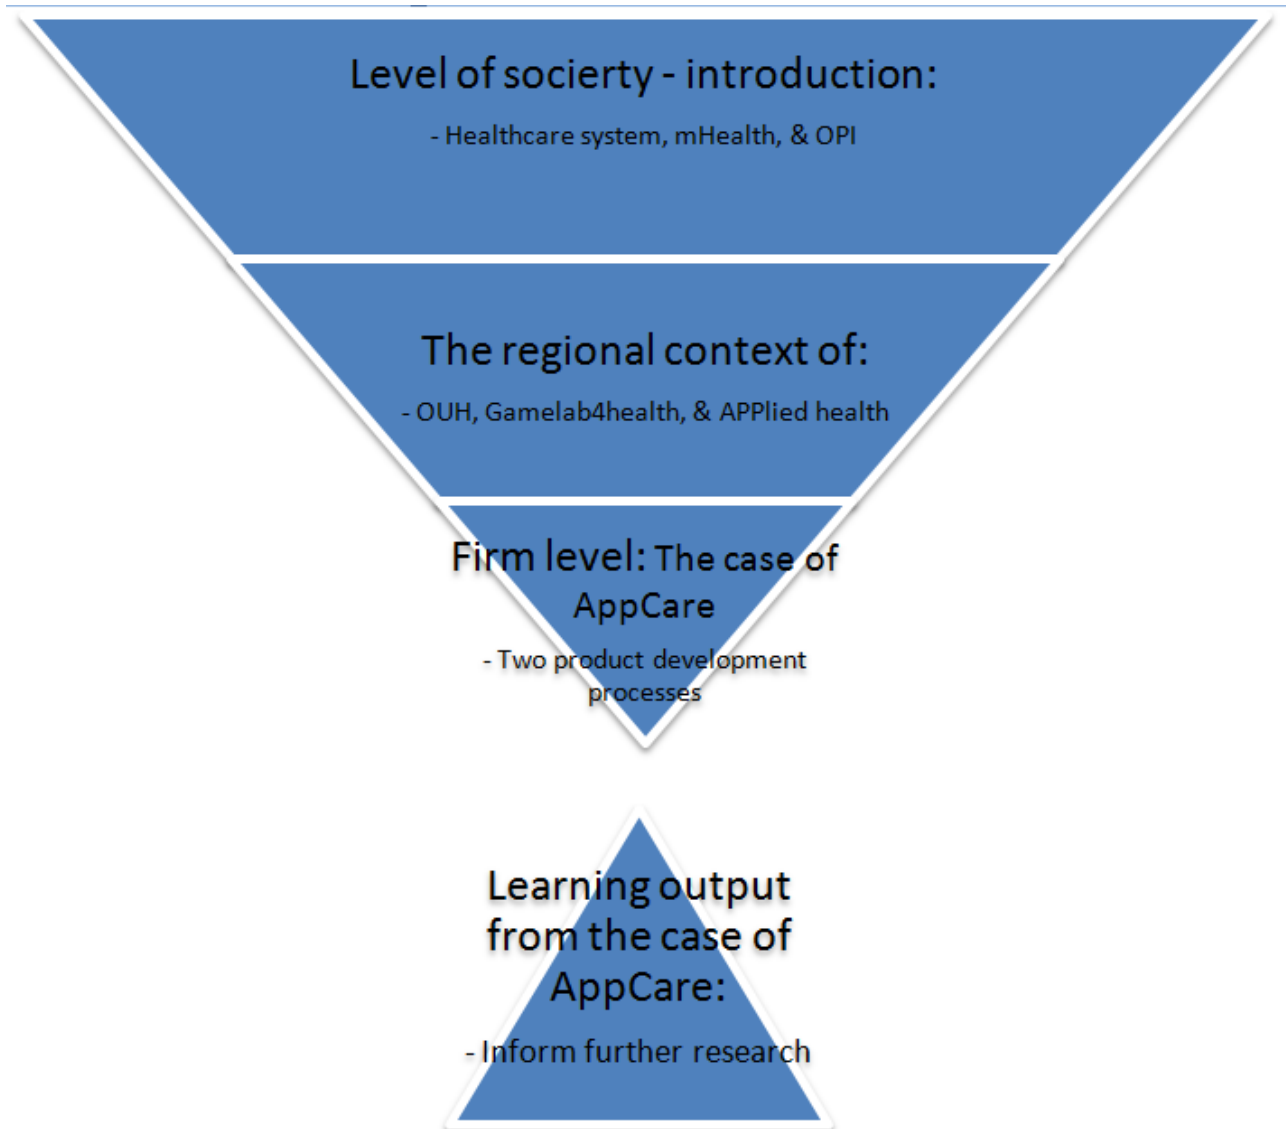 Level of socierty - introduction:
- Healthcare system, mHealth, & OPI
The regional context of:
- OUH, Gamelab4health, & APPlied health
Firm level: The case of
AppCare
- Two product development
processes
Learning output
from the case of
AppCare:
- Inform further research